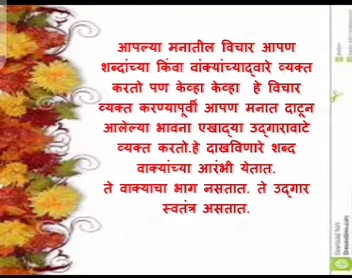 आपल्या मनातील विचार आपण
शब्दांच्या किंवा वांक्यांच्याद्‌वारे व्यक्त
करतो पण केव्हा केव्हा हे विचार
व्यक्त करण्यापूर्वी आपण मनात दाटून
आलेल्या भावना एखाद्‌या उद्‌गारावाटे
व्यक्त करतो.हे दाखविणारे शब्द
वाक्यांच्या आरंभी येतात.
ते वाक्याचा भाग नसतात. ते उद्‌गार
स्वतंत्र असतात.